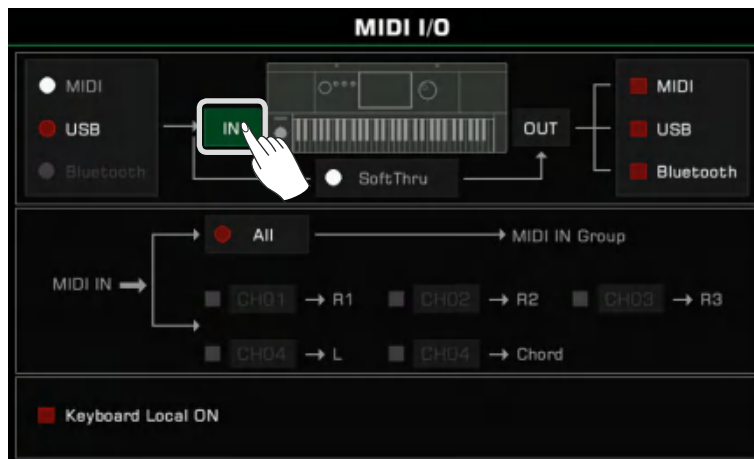 MIDI I/O
MIDI
USB
Bluetooth
IN
OUT
SoftThru
MIDI
USB
Bluetooth
All
MIDI IN Group
MIDI IN
CH01 → R1
CH02 → R2
CH03 → R3
CH04 → L
CH04 → Chord
Keyboard Local ON